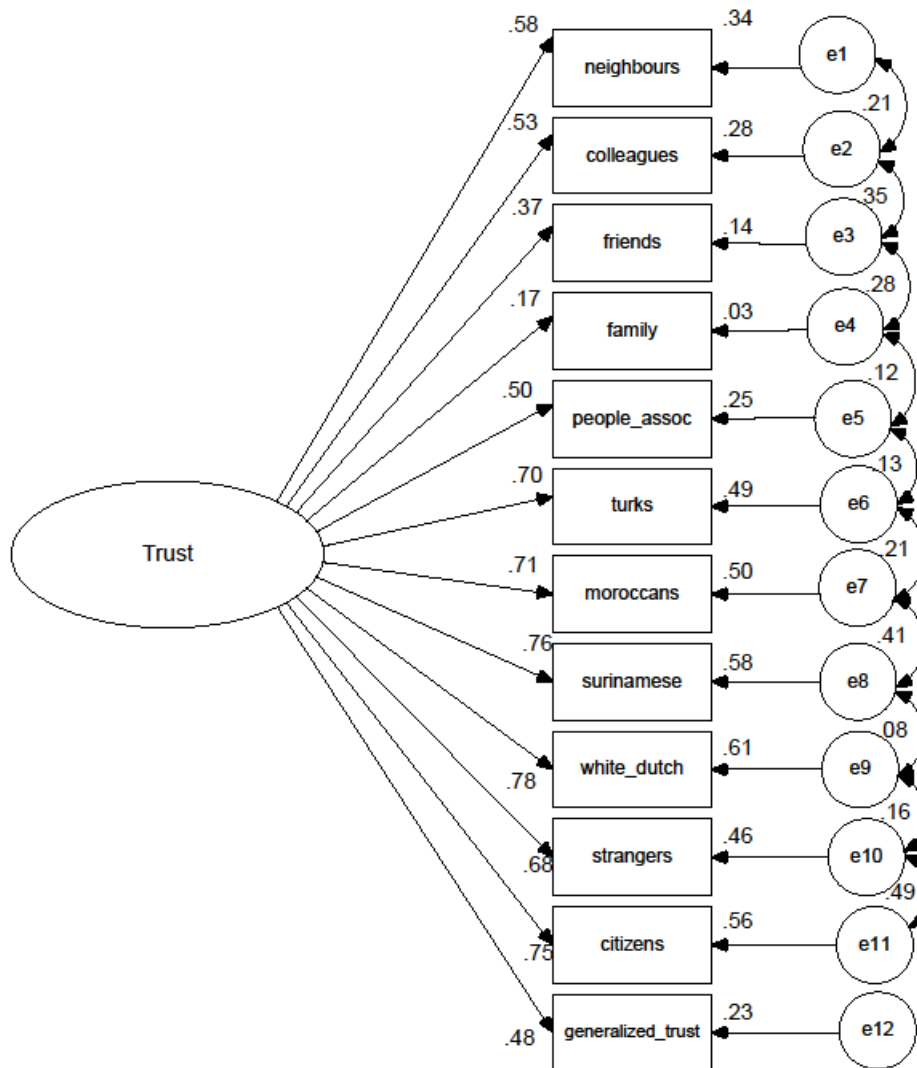 .58
.34
neighbours
e1
.21
.53
colleagues
.28
e2
.35
.37
friends
.14
e3
.28
.17
family
.03
e4
.12
.50
people_assoc
.25
e5
.13
.70
turks
.49
e6
.21
Trust
.71
moroccans
.50
e7
.41
.76
surinamese
.58
e8
.08
.78
white_dutch
.61
e9
.16
.68
strangers
.46
e10
.49
.75
citizens
.56
e11
.48
generalized_trust
.23
e12